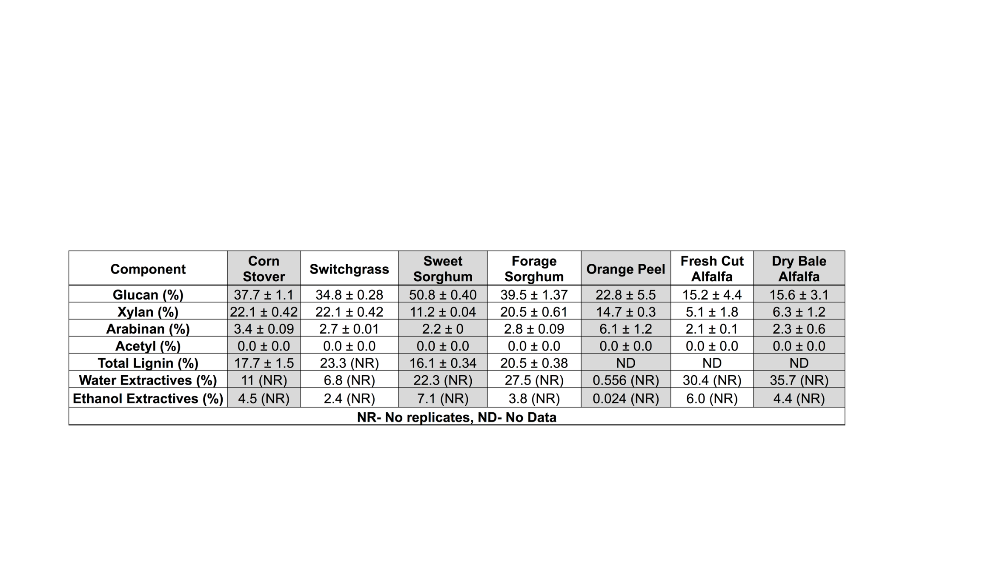 Component Corn Stover Switchgrass Sweet Sorghum Forage Sorghum Orange Peel Fresh Cut Alfalfa Dry Bale Alfalfa
Glucan (%) 37.7 ± 1.1 34.8 ± 0.28 50.8 ± 0.40 39.5 ± 1.37 22.8 ± 5.5 15.2 ± 4.4 15.6 ± 3.1
Xylan (%) 22.1 ± 0.42 22.1 ± 0.42 11.2 ± 0.04 20.5 ± 0.61 14.7 ± 0.3 5.1 ± 1.8 6.3 ± 1.2
Arabinan (%) 3.4 ± 0.09 2.7 ± 0.01 2.2 ± 0 2.8 ± 0.09 6.1 ± 1.2 2.1 ± 0.1 2.3 ± 0.6
Acetyl (%) 0.0 ± 0.0 0.0 ± 0.0 0.0 ± 0.0 0.0 ± 0.0 0.0 ± 0.0 0.0 ± 0.0 0.0 ± 0.0
Total Lignin (%) 17.7 ± 1.5 23.3 (NR) 16.1 ± 0.34 20.5 ± 0.38 ND ND ND
Water Extractives (%) 11 (NR) 6.8 (NR) 22.3 (NR) 27.5 (NR) 0.556 (NR) 30.4 (NR) 35.7 (NR)
Ethanol Extractives (%) 4.5 (NR) 2.4 (NR) 7.1 (NR) 3.8 (NR) 0.024 (NR) 6.0 (NR) 4.4 (NR)
NR- No replicates, ND- No Data